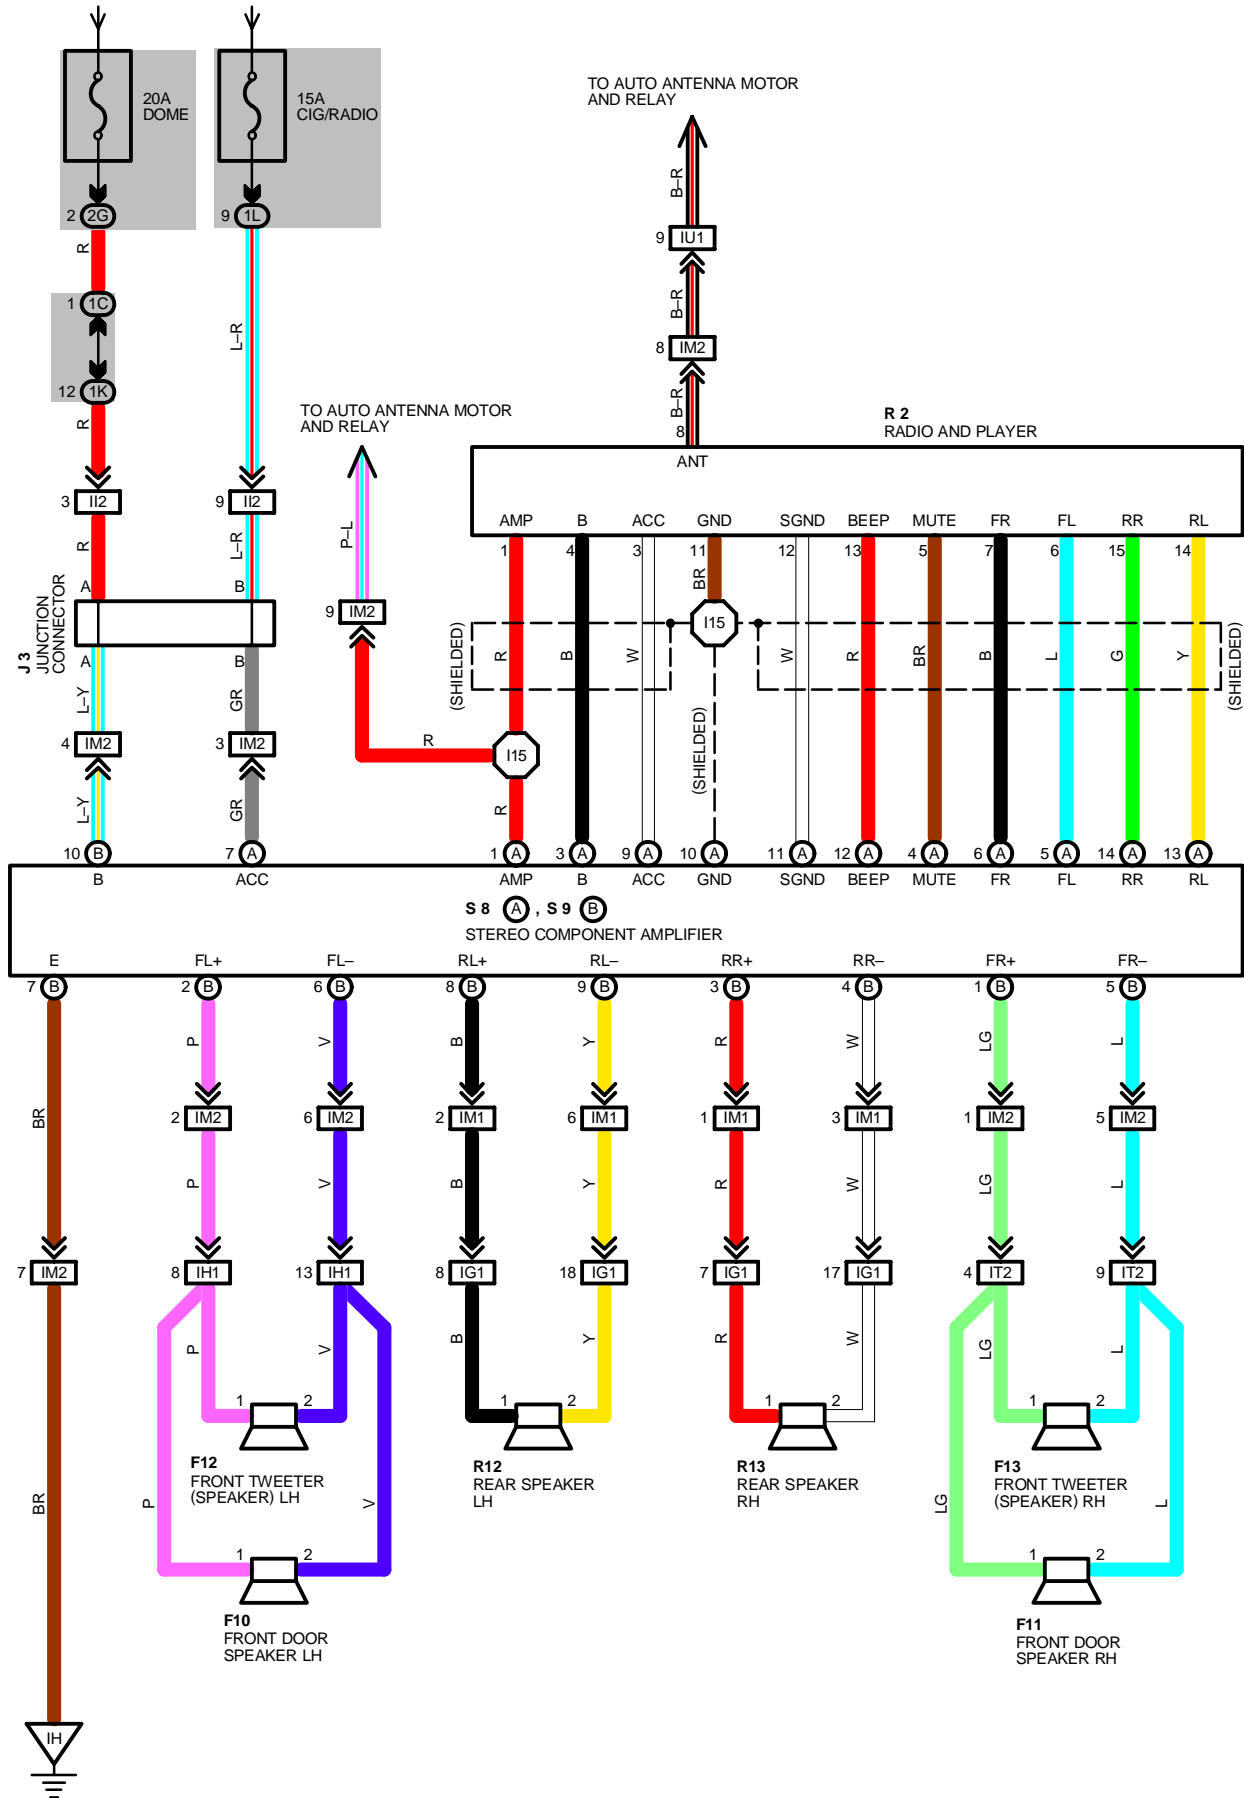 20A
DOME
15A
CIG/RADIO
TO AUTO ANTENNA MOTOR
AND RELAY
2 2G
9 1L
R
B–R
9 IU1
1 1C
L–R
B–R
8 IM2
12 1K
R
TO AUTO ANTENNA MOTOR
AND RELAY
B–R
8
R 2
RADIO AND PLAYER
ANT
3 II2
9 II2
P–L
AMP B ACC GND SGND BEEP MUTE FR FL RR RL
1 4 3 11 12 13 5 7 6 15 14
R
L–R
BR
A B
J 3
JUNCTION
CONNECTOR
9 IM2
I15
(SHIELDED)
R B W W R BR B L G Y
(SHIELDED)
A B
L–Y
GR
4 IM2
3 IM2
R
I15
(SHIELDED)
L–Y
GR
R
10 B
7 A
1 A 3 A 9 A 10 A 11 A 12 A 4 A 6 A 5 A 14 A 13 A
B ACC AMP B ACC GND SGND BEEP MUTE FR FL RR RL
S 8 A , S 9 B
STEREO COMPONENT AMPLIFIER
E FL+ FL– RL+ RL– RR+ RR– FR+ FR–
7 B 2 B 6 B 8 B 9 B 3 B 4 B 1 B 5 B
P V B Y R W LG L
BR
2 IM2 6 IM2 2 IM1 6 IM1 1 IM1 3 IM1 1 IM2 5 IM2
P V B Y R W LG L
7 IM2 8 IH1 13 IH1 8 IG1 18 IG1 7 IG1 17 IG1 4 IT2 9 IT2
P V B Y R W LG L
1 2 1 2 1 2 1 2
F12
FRONT TWEETER
(SPEAKER) LH
R12
REAR SPEAKER
LH
R13
REAR SPEAKER
RH
F13
FRONT TWEETER
(SPEAKER) RH
BR P V LG L
1 2 1 2
F10
FRONT DOOR
SPEAKER LH
F11
FRONT DOOR
SPEAKER RH
IH